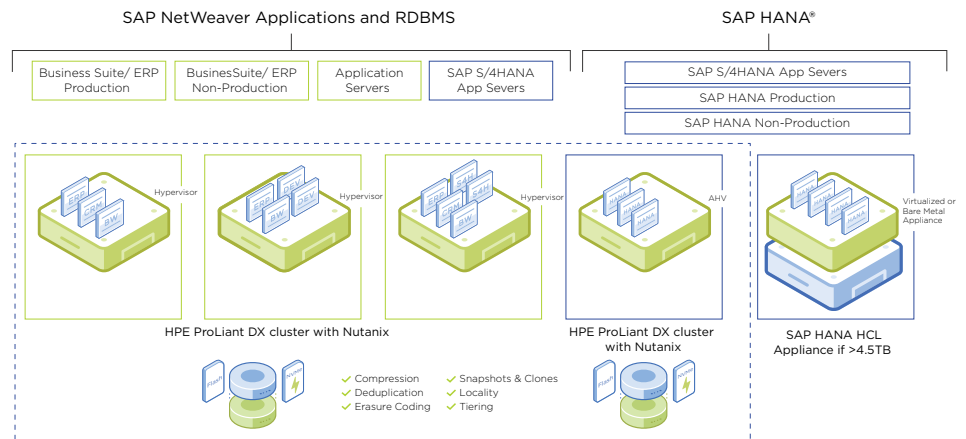 SAP NetWeaver Applications and RDBMS
SAP HANA®
Business Suite/ ERP
Production
BusinesSuite/ ERP
Non-Production
Application
Servers
SAP S/4HANA
App Severs
SAP S/4HANA App Severs
SAP HANA Production
SAP HANA Non-Production
ERP
CRM
BW
Hypervisor
ERP
DEV
DEV
BW
Hypervisor
ERP
S4H
CRM
BW
Hypervisor
HANA
HANA
HANA
AHV
HANA
HANA
HANA
HANA
Virtualized or
Bare Metal
Appliance
HPE ProLiant DX cluster with Nutanix
HPE ProLiant DX cluster
with Nutanix
SAP HANA HCL
Appliance if >4.5TB
Flash
NVMe
✓ Compression
✓ Deduplication
✓ Erasure Coding
✓ Snapshots & Clones
✓ Locality
✓ Tiering
Flash
NVMe